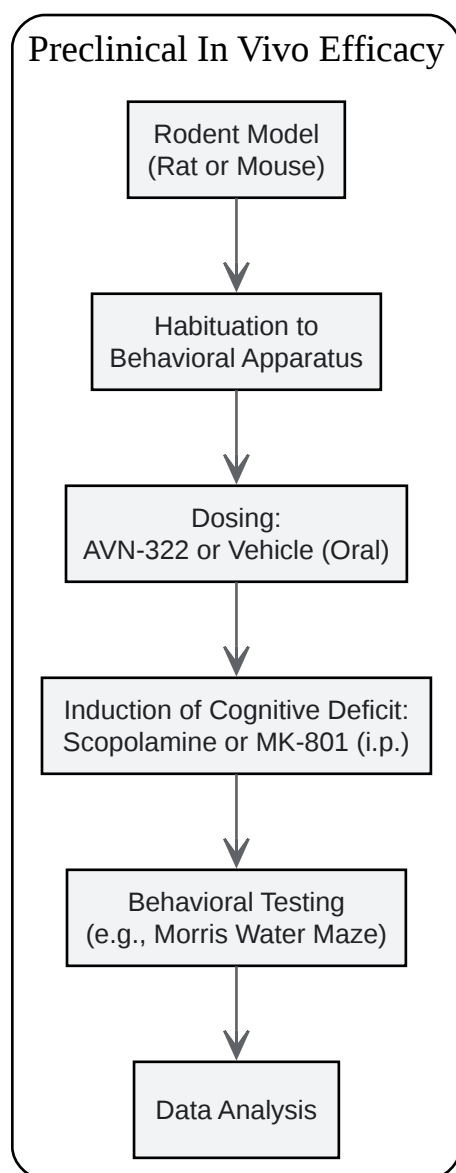 Preclinical In Vivo Efficacy
Rodent Model
(Rat or Mouse)
Habituation to
Behavioral Apparatus
Dosing:
AVN-322 or Vehicle (Oral)
Induction of Cognitive Deficit:
Scopolamine or MK-801 (i.p.)
Behavioral Testing
(e.g., Morris Water Maze)
Data Analysis